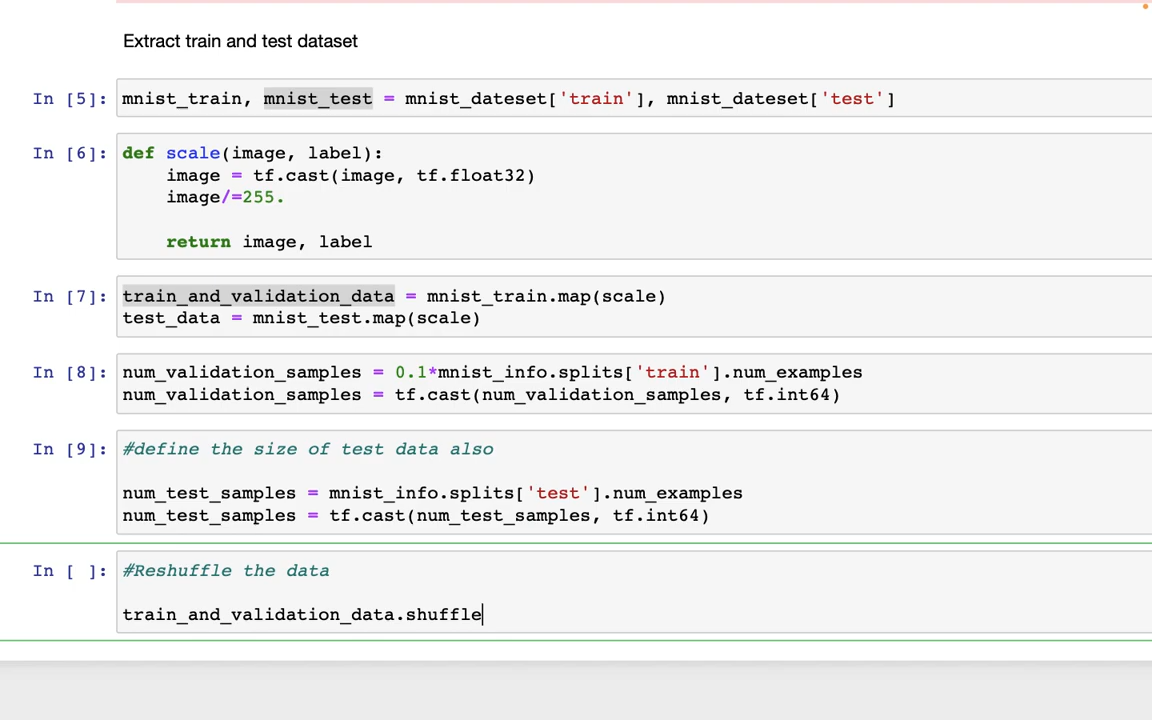 Extract train and test dataset
In [5]: mnist_train, mnist_test = mnist_dateset['train'], mnist_dateset['test']
In [6]: def scale(image, label):
image = tf.cast(image, tf.float32)
image/=255.
return image, label
In [7]: train_and_validation_data = mnist_train.map(scale)
test_data = mnist_test.map(scale)
In [8]: num_validation_samples = 0.1*mnist_info.splits['train'].num_examples
num_validation_samples = tf.cast(num_validation_samples, tf.int64)
In [9]: #define the size of test data also
num_test_samples = mnist_info.splits['test'].num_examples
num_test_samples = tf.cast(num_test_samples, tf.int64)
In [ ]: #Reshuffle the data
train_and_validation_data.shuffle